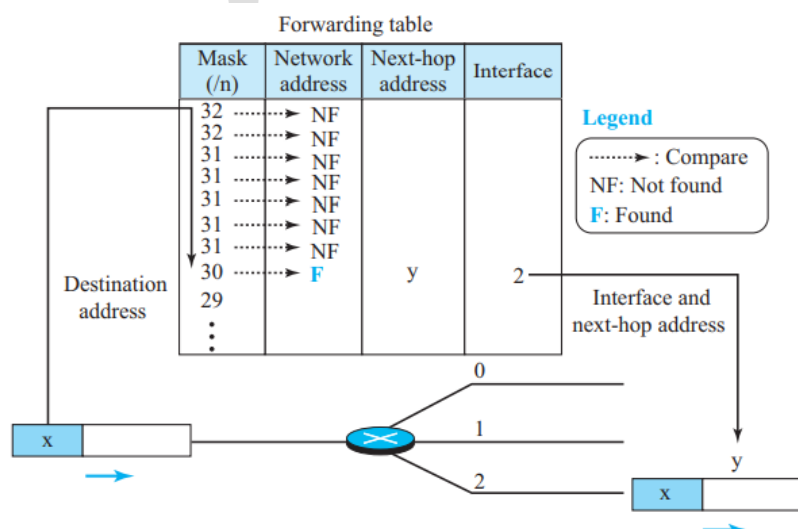 Forwarding table
Mask (/n) Network address Next-hop address Interface
32 NF
32 NF
31 NF
31 NF
31 NF
31 NF
31 NF
30 F y 2
29
Legend
: Compare
NF: Not found
F: Found
Destination
address
Interface and
next-hop address
0
1
2
x
y
x